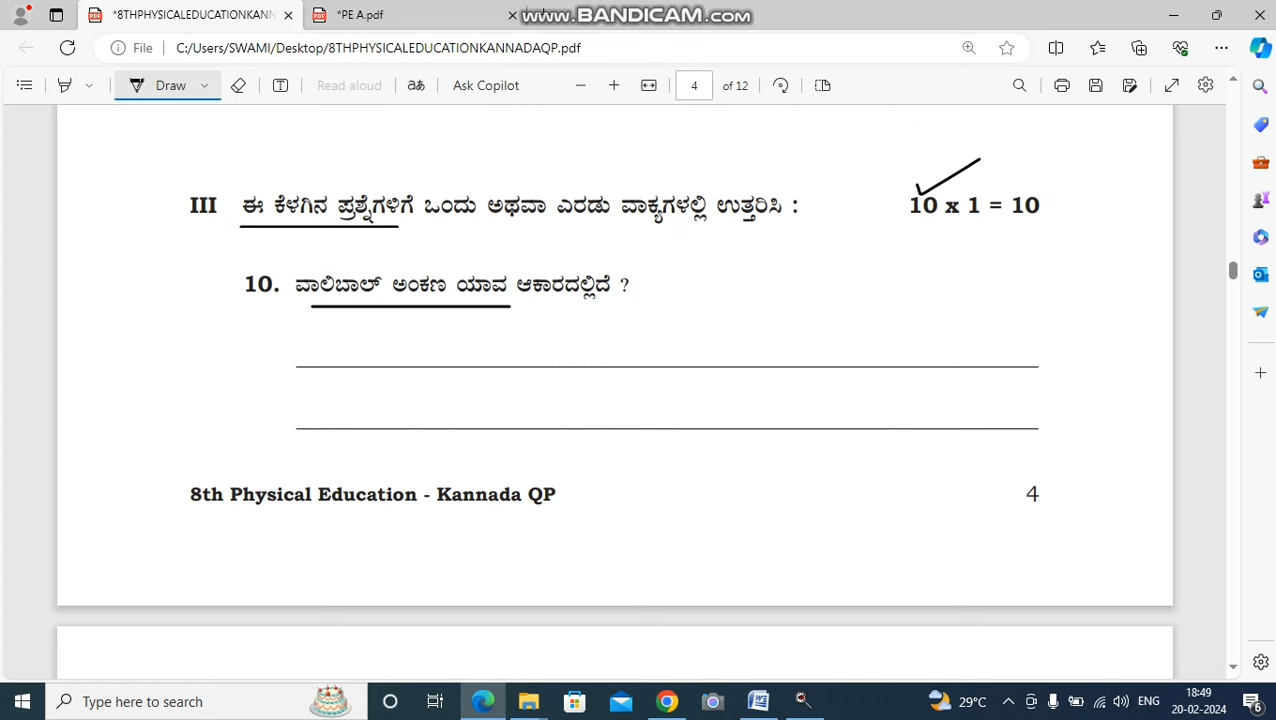 *8THPHYSICALEDUCATIONKANN
*PE A.pdf
www.BANDICAM.com
File
C:/Users/SWAMI/Desktop/8THPHYSICALEDUCATIONKANNADAQP.pdf
Draw
Read aloud
Ask Copilot
4
of 12
III ಈ ಕೆಳಗಿನ ಪ್ರಶ್ನೆಗಳಿಗೆ ಒಂದು ಅಥವಾ ಎರಡು ವಾಕ್ಯಗಳಲ್ಲಿ ಉತ್ತರಿಸಿ : 10 x 1 = 10
10. ವಾಲಿಬಾಲ್ ಅಂಕಣ ಯಾವ ಆಕಾರದಲ್ಲಿದೆ ?
8th Physical Education - Kannada QP 4
Type here to search
29°C
ENG
18:49
20-02-2024
6